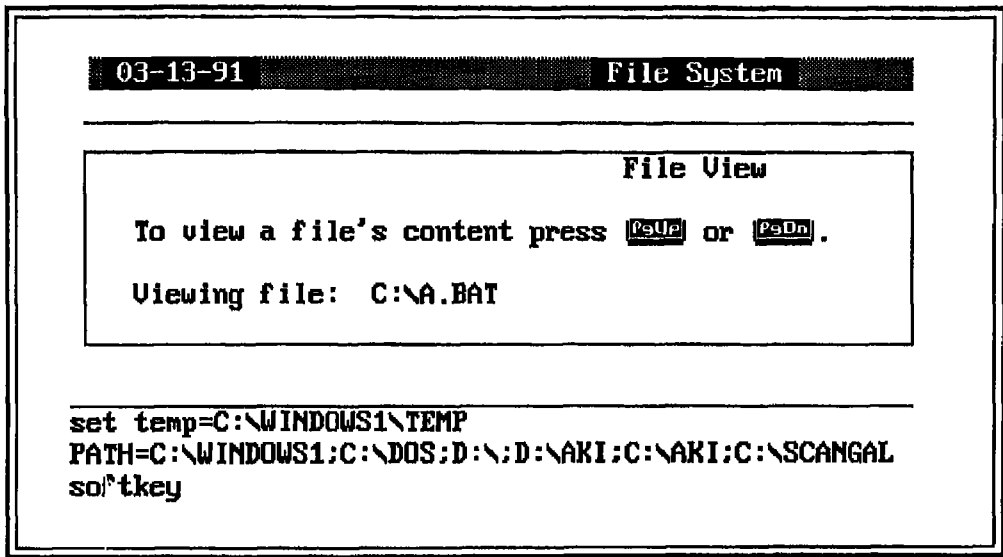 03-13-91 File System
File View
To view a file's content press PgUp or PgDn.
Viewing file: C:\A.BAT
set temp=C:\WINDOWS1\TEMP
PATH=C:\WINDOWS1;C:\DOS;D:\;D:\AKI;C:\AKI;C:\SCANGAL
softkey